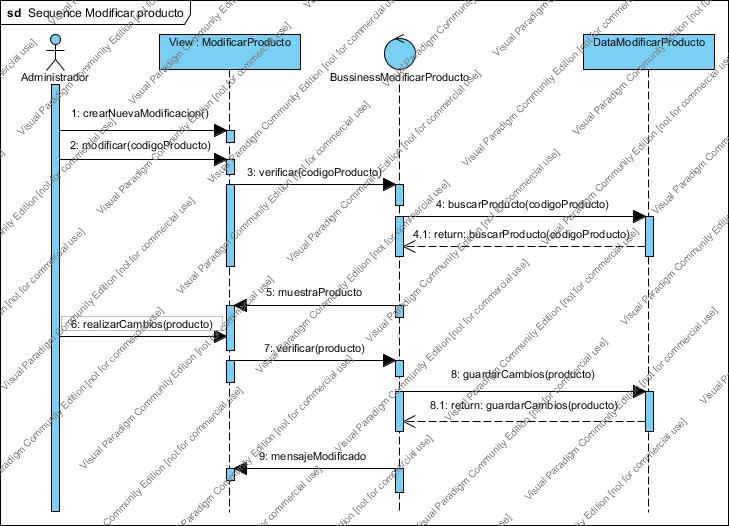 sd Sequence Modificar producto
View : ModificarProducto
DataModificarProducto
Administrador
BussinessModificarProducto
1: crearNuevaModificacion()
2: modificar(codigoProducto)
3: verificar(codigoProducto)
4: buscarProducto(codigoProducto)
4.1: return: buscarProducto(codigoProducto)
5: muestraProducto
6: realizarCambios(producto)
7: verificar(producto)
8: guardarCambios(producto)
8.1: return: guardarCambios(producto)
9: mensajeModificado
Visual Paradigm Community Edition [not for commercial use]